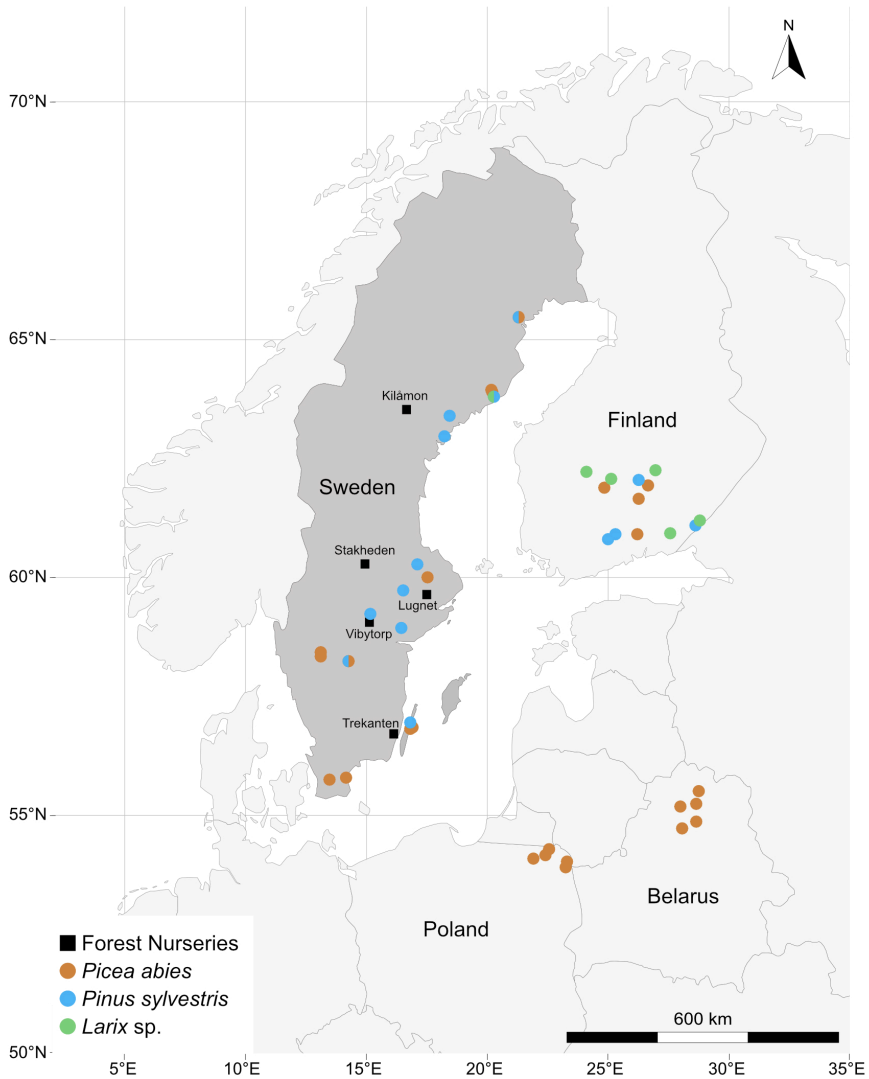 N
70°N
65°N
Kilåmon
Finland
Sweden
Stakheden
60°N
Lugnet
Vibytorp
Trekanten
55°N
Belarus
Poland
Forest Nurseries
Picea abies
Pinus sylvestris
Larix sp.
600 km
50°N
5°E 10°E 15°E 20°E 25°E 30°E 35°E